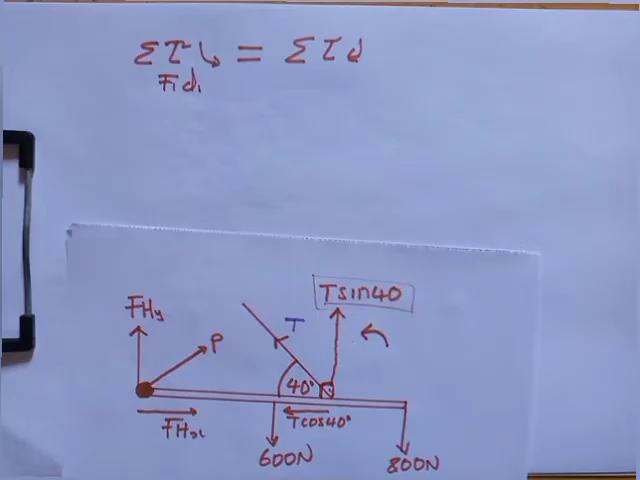 Στ = Στ
F₁d₁
Tsin40
FHy
T
P
40°
FHx
Tcos40°
600N
800N